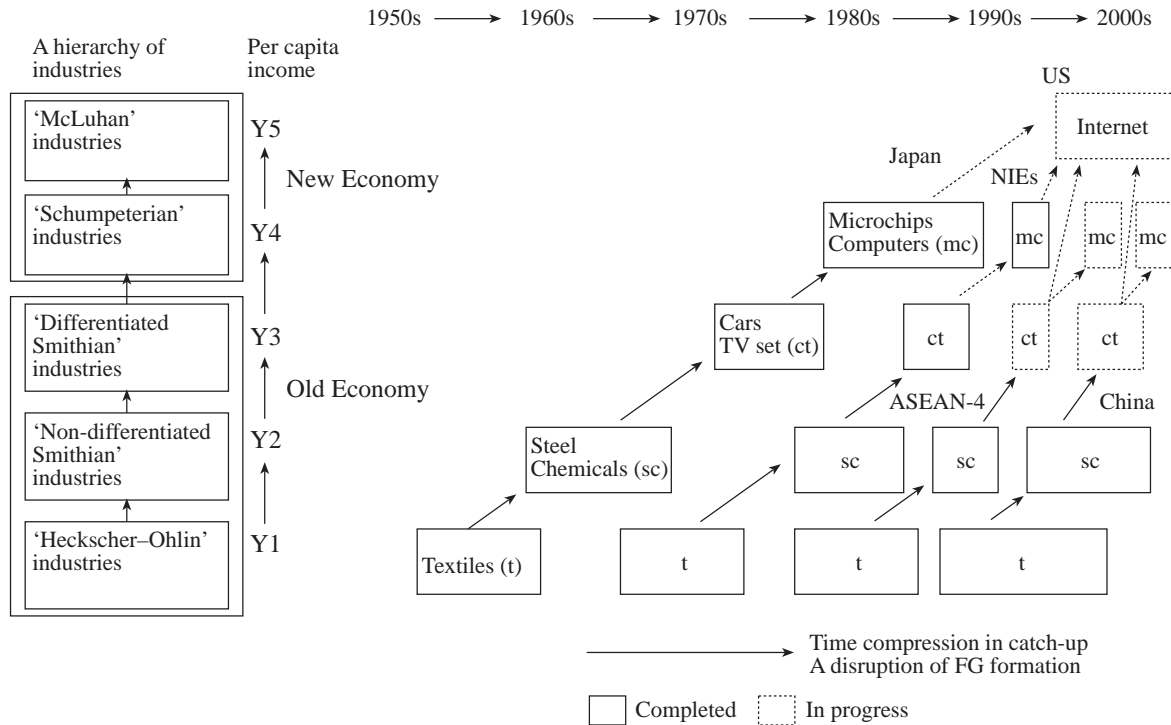 1950s 1960s 1970s 1980s 1990s 2000s
A hierarchy of
industries
Per capita
income
‘McLuhan’
industries
‘Schumpeterian’
industries
‘Differentiated
Smithian’
industries
‘Non-differentiated
Smithian’
industries
‘Heckscher–Ohlin’
industries
Y5
New Economy
Y4
Y3
Old Economy
Y2
Y1
US
Internet
Japan
NIEs
Microchips
Computers (mc)
mc
mc
mc
Cars
TV set (ct)
ct
ct
ct
ASEAN-4
China
Steel
Chemicals (sc)
sc
sc
sc
Textiles (t)
t
t
t
Time compression in catch-up
A disruption of FG formation
Completed
In progress